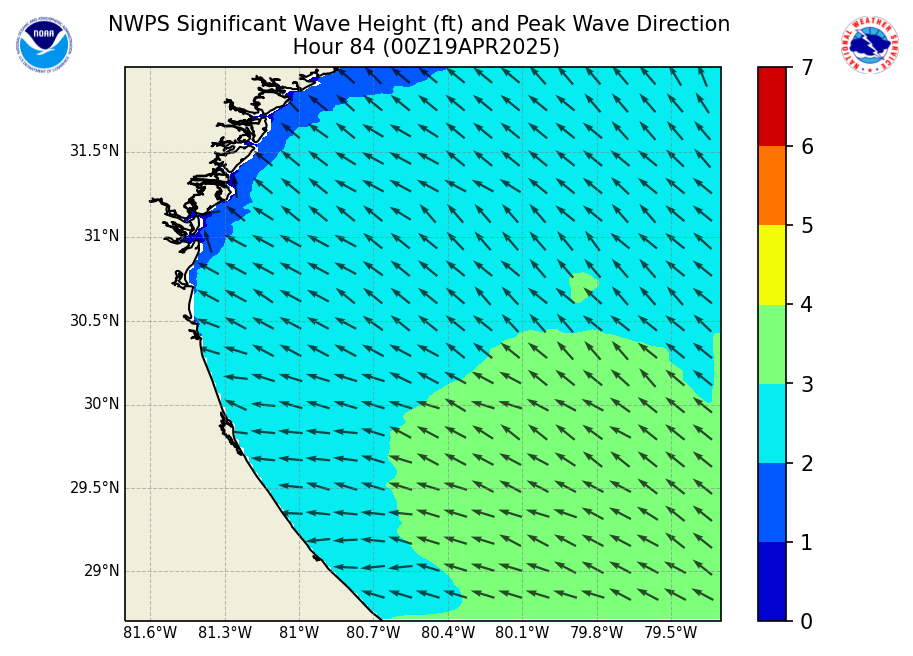 NWPS Significant Wave Height (ft) and Peak Wave Direction
Hour 84 (00Z19APR2025)
NOAA
NATIONAL WEATHER SERVICE
31.5°N
31°N
30.5°N
30°N
29.5°N
29°N
81.6°W 81.3°W 81°W 80.7°W 80.4°W 80.1°W 79.8°W 79.5°W
7
6
5
4
3
2
1
0